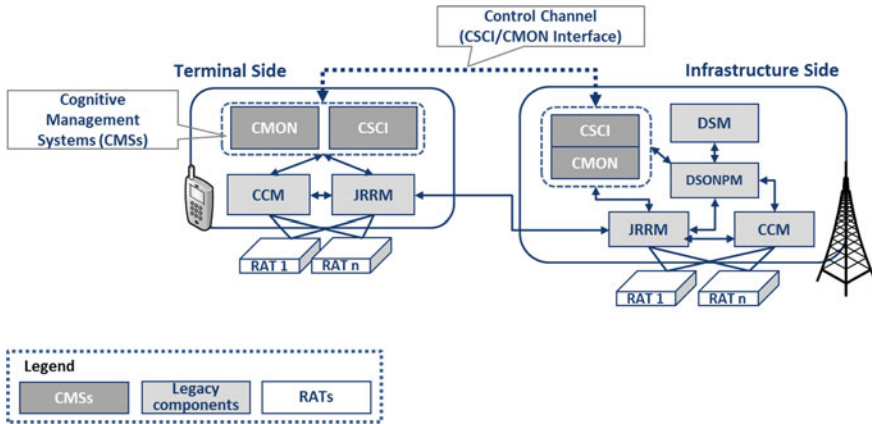 Control Channel
(CSCI/CMON Interface)
Terminal Side
Infrastructure Side
Cognitive
Management
Systems (CMSs)
CMON
CSCI
CSCI
CMON
DSM
DSONPM
CCM
JRRM
JRRM
CCM
RAT 1
RAT n
RAT 1
RAT n
Legend
CMSs
Legacy
components
RATs